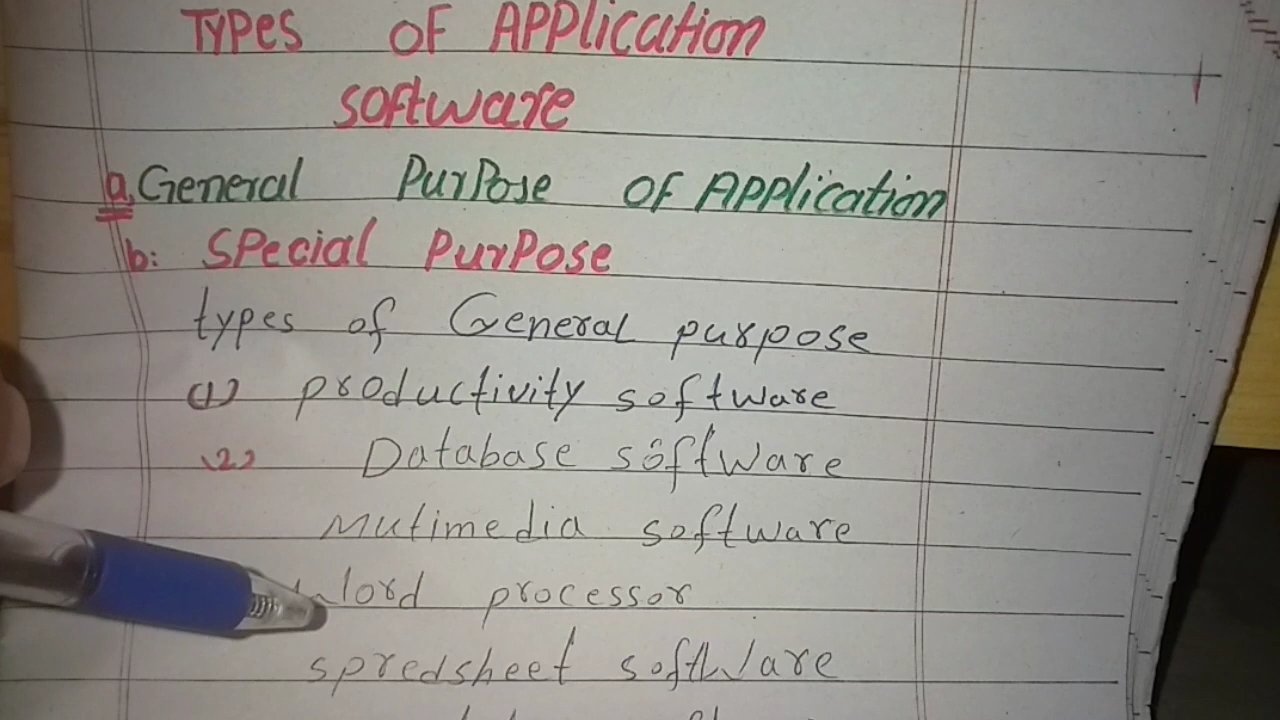 TYPES OF APPlication
software
a, General PurPose OF APPlication
b: SPecial PurPose
types of General purpose
(1) productivity software
(2) Database software
Mutimedia software
Word processor
spredsheet software